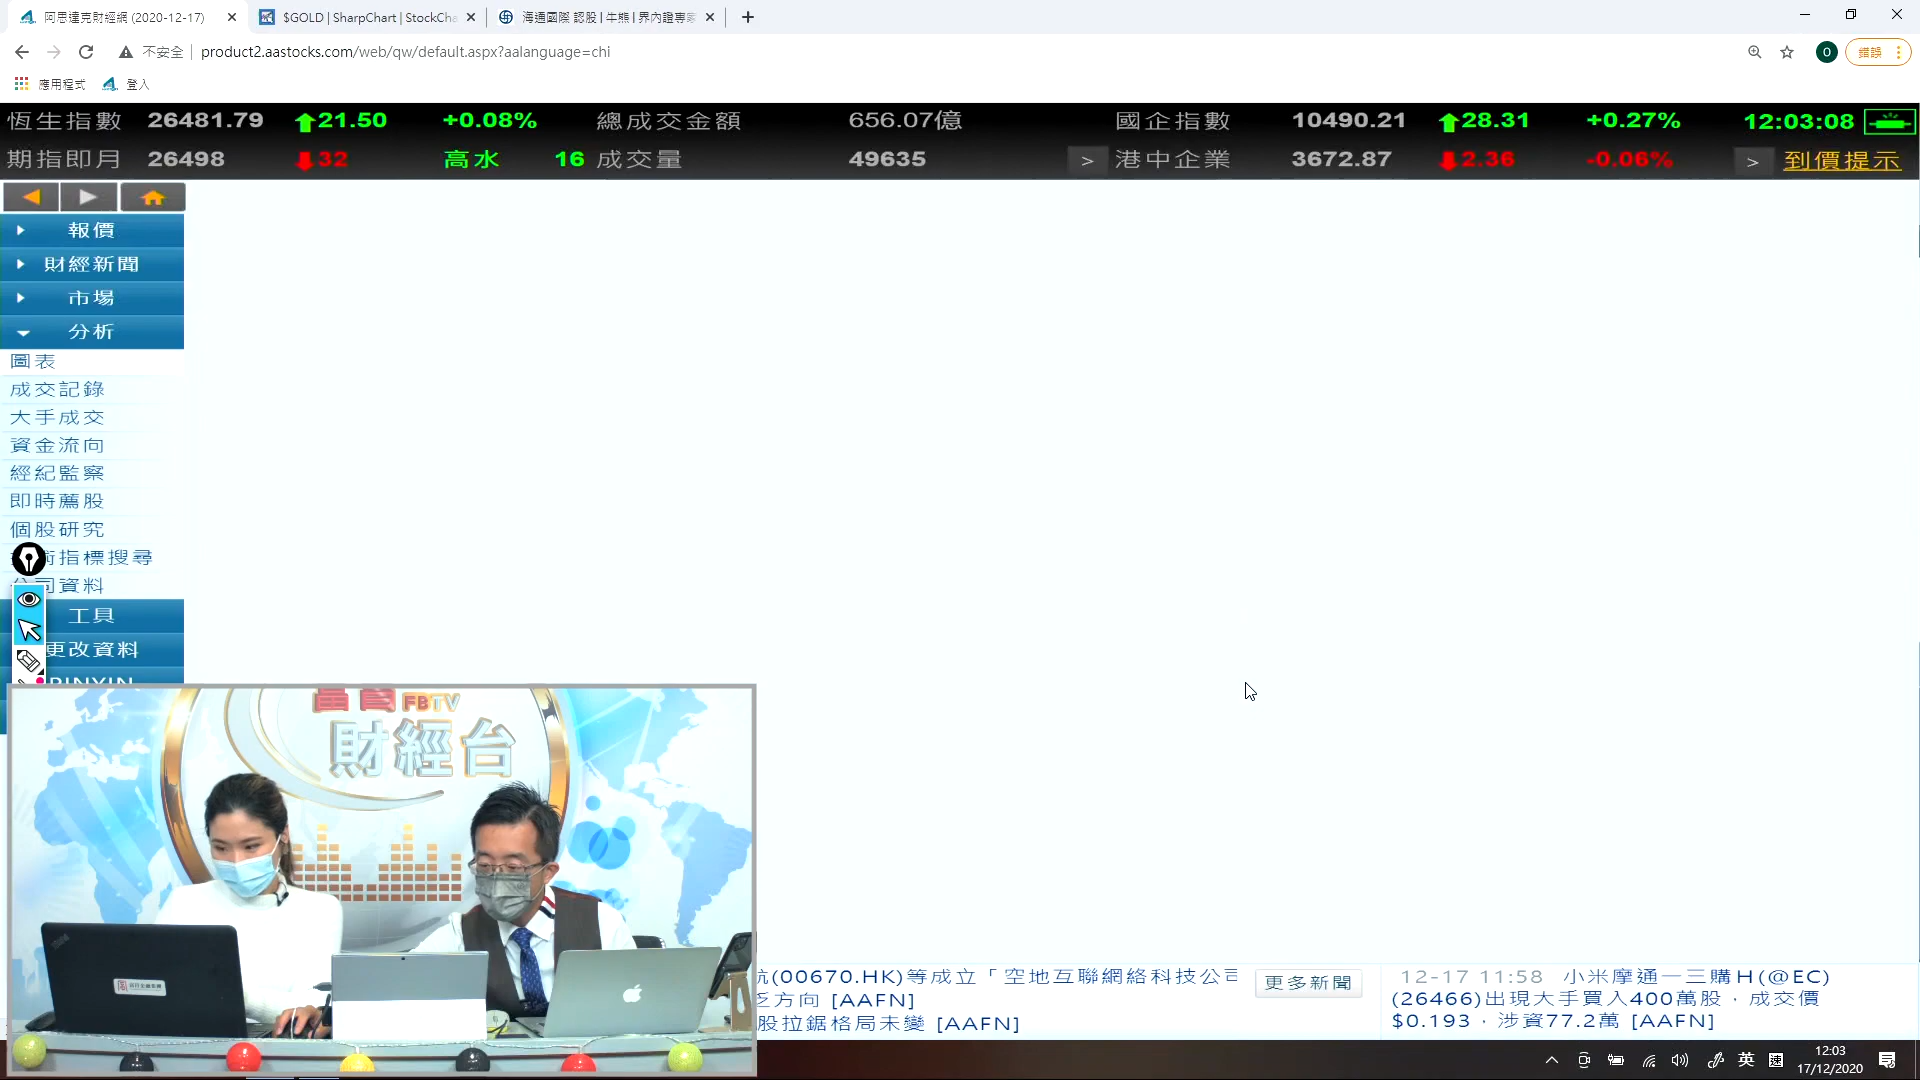 阿思達克財經網 (2020-12-17)
$GOLD | SharpChart | StockCha
海通國際 認股 | 牛熊 | 界內證專家
不安全
product2.aastocks.com/web/qw/default.aspx?aalanguage=chi
O
錯誤
應用程式
登入
恆生指數 26481.79 21.50 +0.08% 總成交金額 656.07億 國企指數 10490.21 28.31 +0.27% 12:03:08
期指即月 26498 32 高水 16 成交量 49635 > 港中企業 3672.87 2.36 -0.06% > 到價提示
報價
財經新聞
市場
分析
圖表
成交記錄
大手成交
資金流向
經紀監察
即時薦股
個股研究
術指標搜尋
公司資料
工具
更改資料
PINYIN
FBTV
財經台
(00670.HK)等成立「空地互聯網絡科技公司
方向 [AAFN]
股拉鋸格局未變 [AAFN]
更多新聞
12-17 11:58 小米摩通一三購H(@EC)
(26466)出現大手買入400萬股﹐成交價
$0.193﹐涉資77.2萬 [AAFN]
英
12:03
17/12/2020